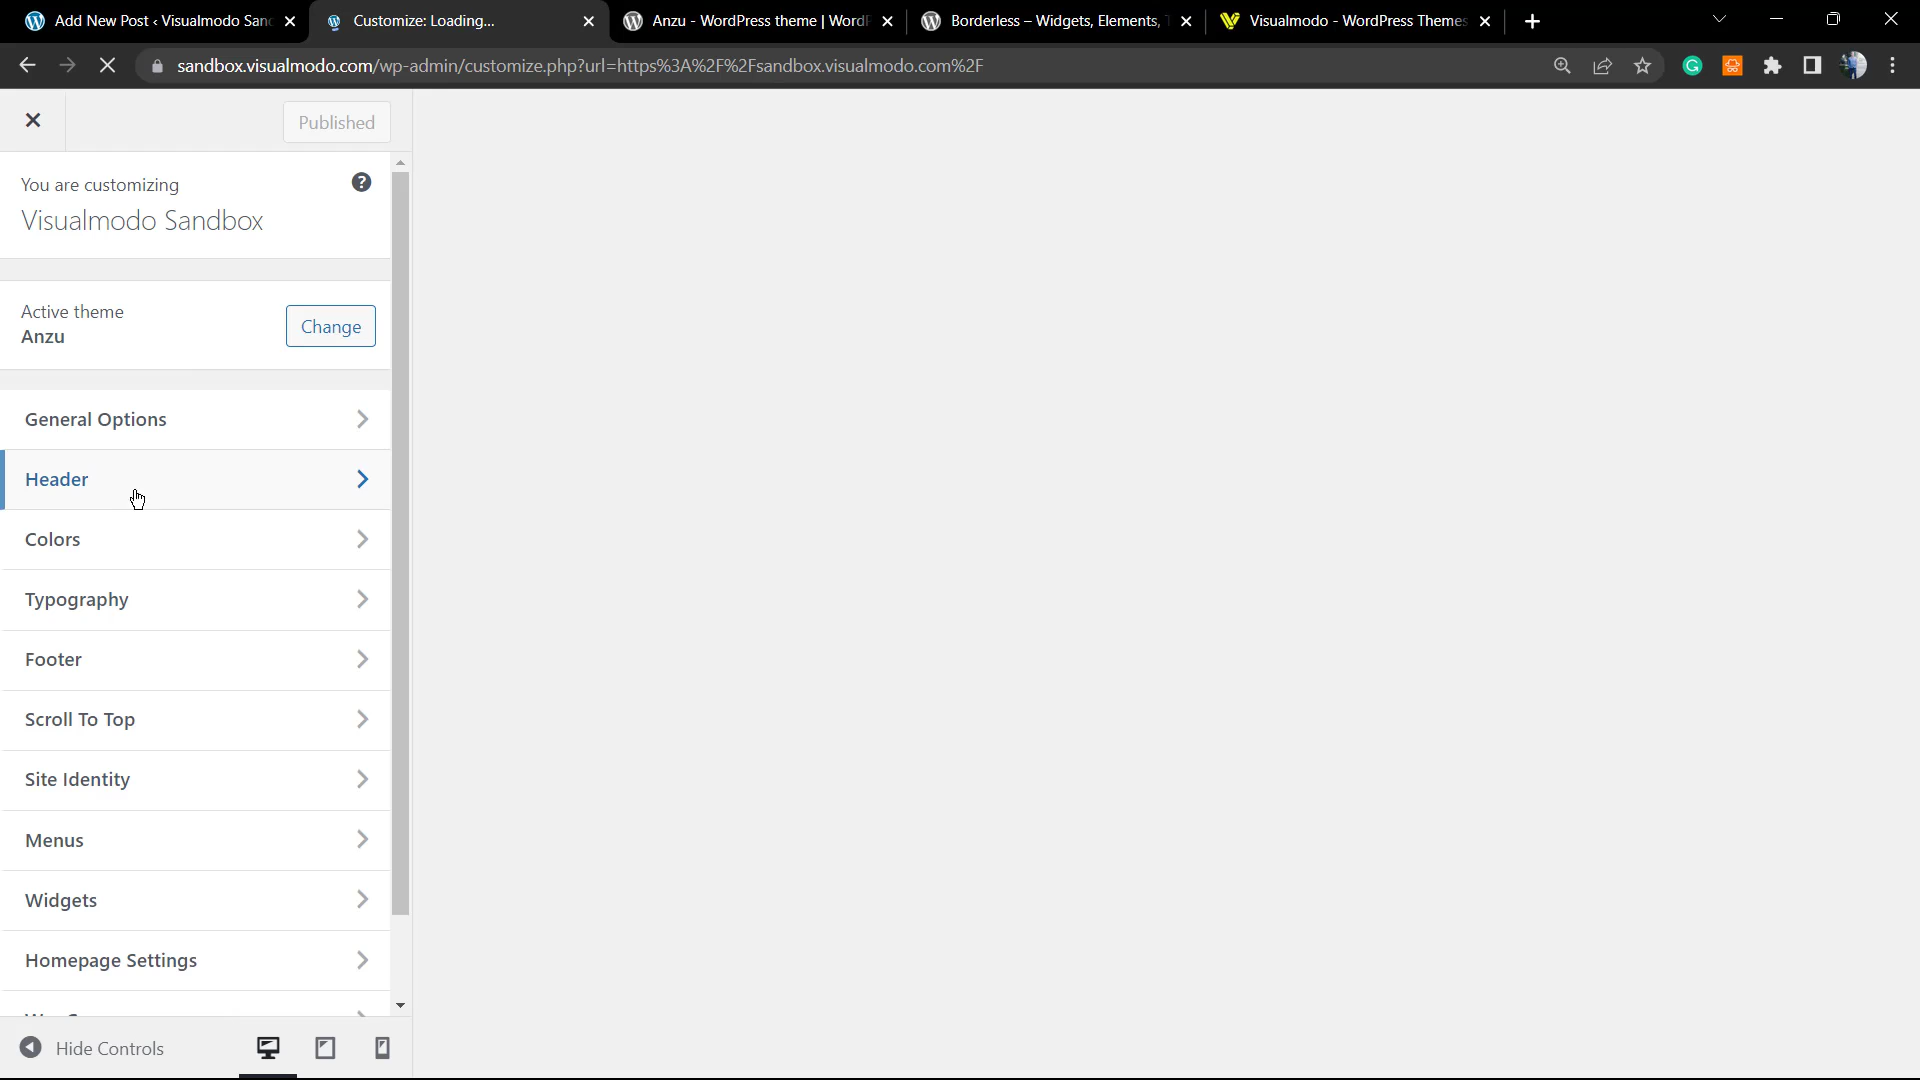 Add New Post ‹ Visualmodo San
Customize: Loading...
Anzu - WordPress theme | Word
Borderless – Widgets, Elements,
Visualmodo - WordPress Themes
sandbox.visualmodo.com/wp-admin/customize.php?url=https%3A%2F%2Fsandbox.visualmodo.com%2F
Published
You are customizing
Visualmodo Sandbox
Active theme
Anzu
Change
General Options
Header
Colors
Typography
Footer
Scroll To Top
Site Identity
Menus
Widgets
Homepage Settings
Hide Controls